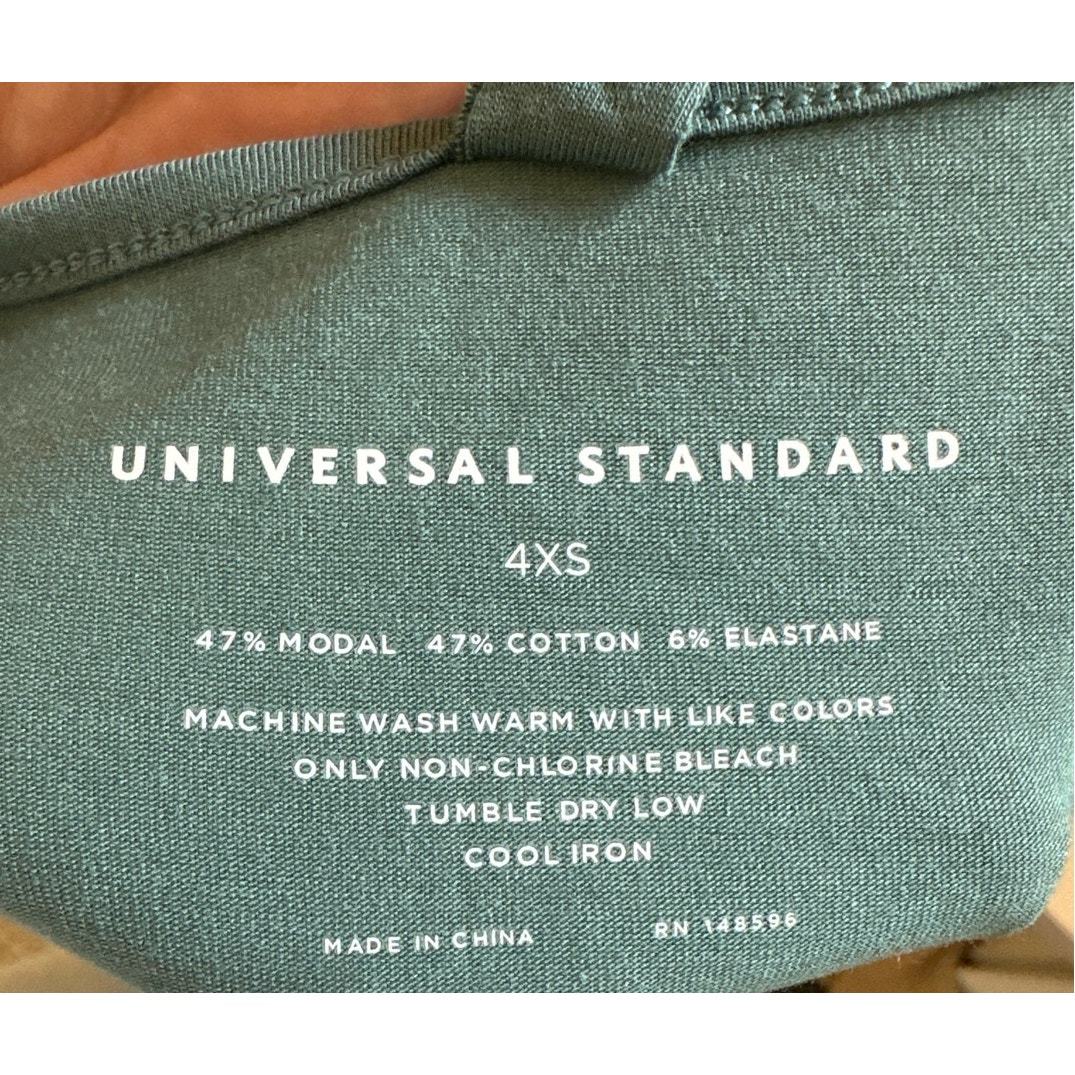 UNIVERSAL STANDARD
4XS
47% MODAL 47% COTTON 6% ELASTANE
MACHINE WASH WARM WITH LIKE COLORS
ONLY NON-CHLORINE BLEACH
TUMBLE DRY LOW
COOL IRON
MADE IN CHINA RN 148596